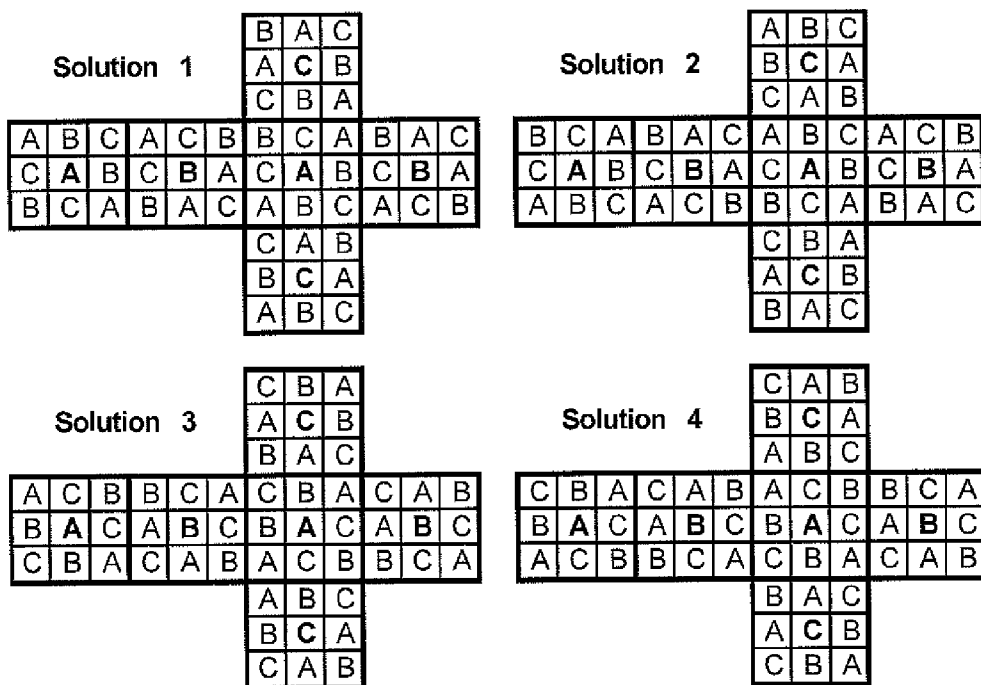 B A C
Solution 1
A C B
C B A
A B C A C B B C A B A C
C A B C B A C A B C B A
B C A B A C A B C A C B
C A B
B C A
A B C
A B C
Solution 2
B C A
C A B
B C A B A C A B C A C B
C A B C B A C A B C B A
A B C A C B B C A B A C
C B A
A C B
B A C
C B A
Solution 3
A C B
B A C
A C B B C A C B A C A B
B A C A B C B A C A B C
C B A C A B A C B B C A
A B C
B C A
C A B
C A B
Solution 4
B C A
A B C
C B A C A B A C B B C A
B A C A B C B A C A B C
A C B B C A C B A C A B
B A C
A C B
C B A